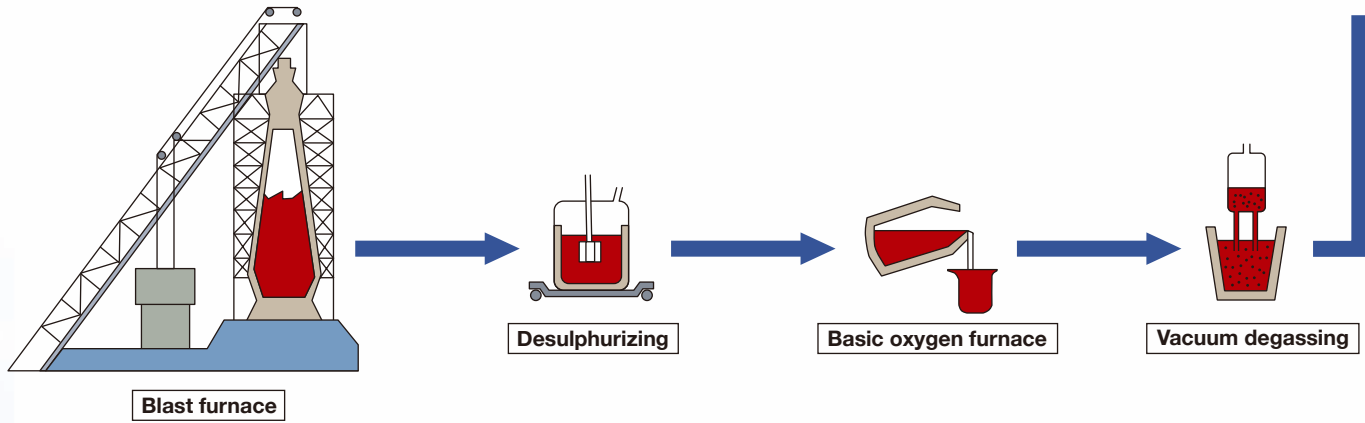 Blast furnace
Desulphurizing
Basic oxygen furnace
Vacuum degassing